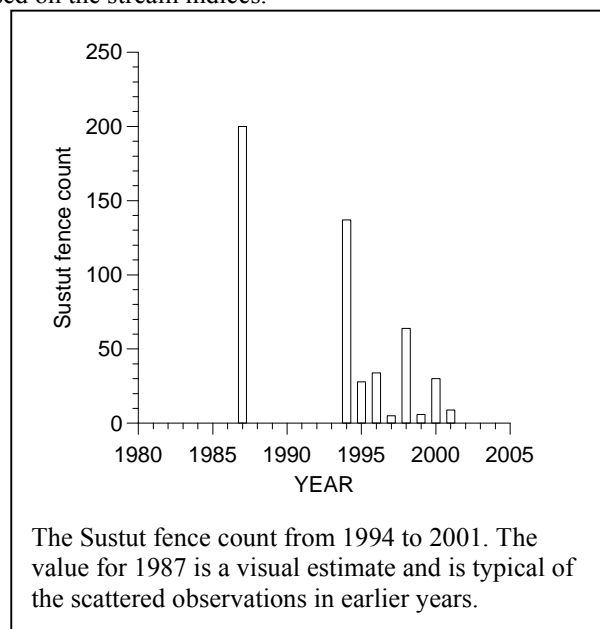 sed on the stream indices.
250
200
150
100
50
0
Sustut fence count
1980 1985 1990 1995 2000 2005
YEAR
The Sustut fence count from 1994 to 2001. The
value for 1987 is a visual estimate and is typical of
the scattered observations in earlier years.